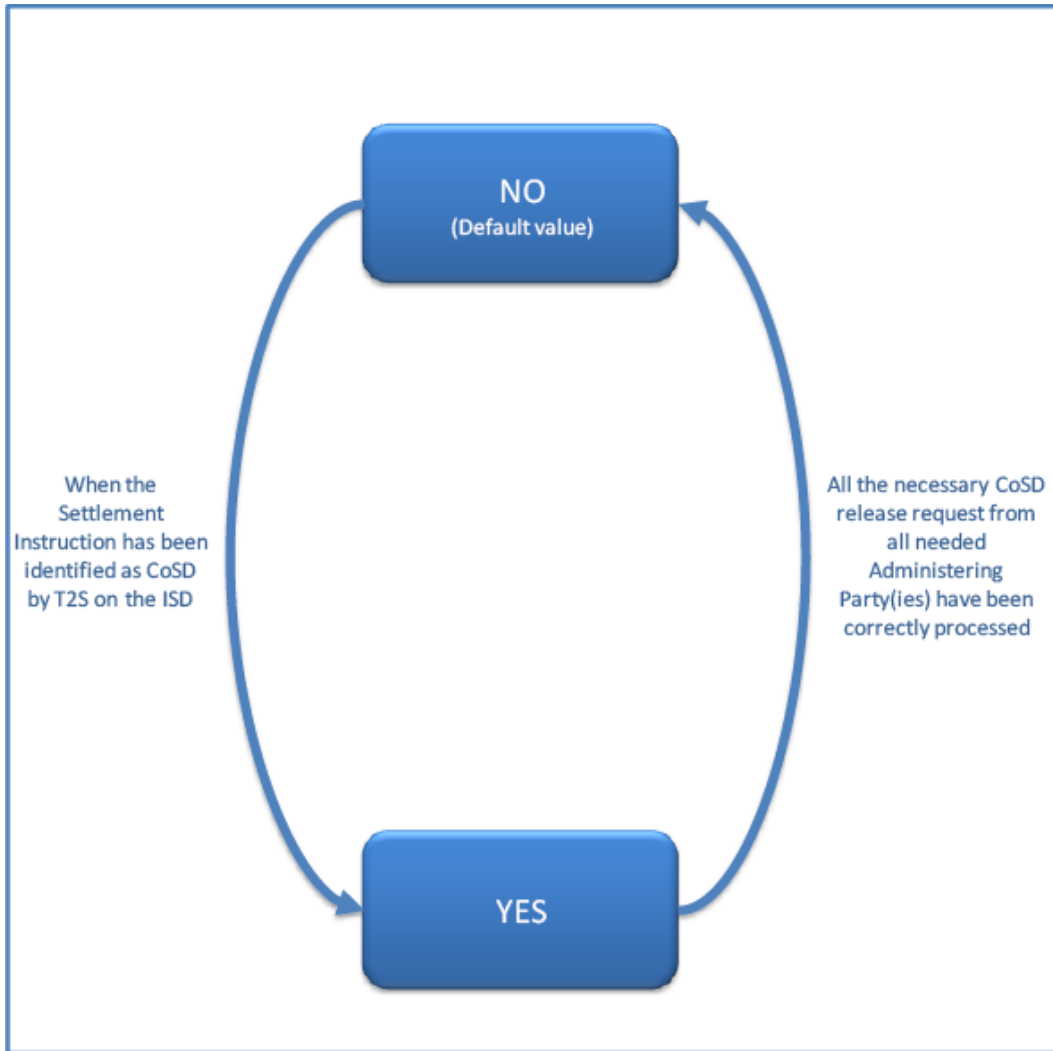 NO
(Default value)
When the
Settlement
Instruction has been
identified as CoSD
by T2S on the ISD
All the necessary CoSD
release request from
all needed
Administering
Party(ies) have been
correctly processed
YES